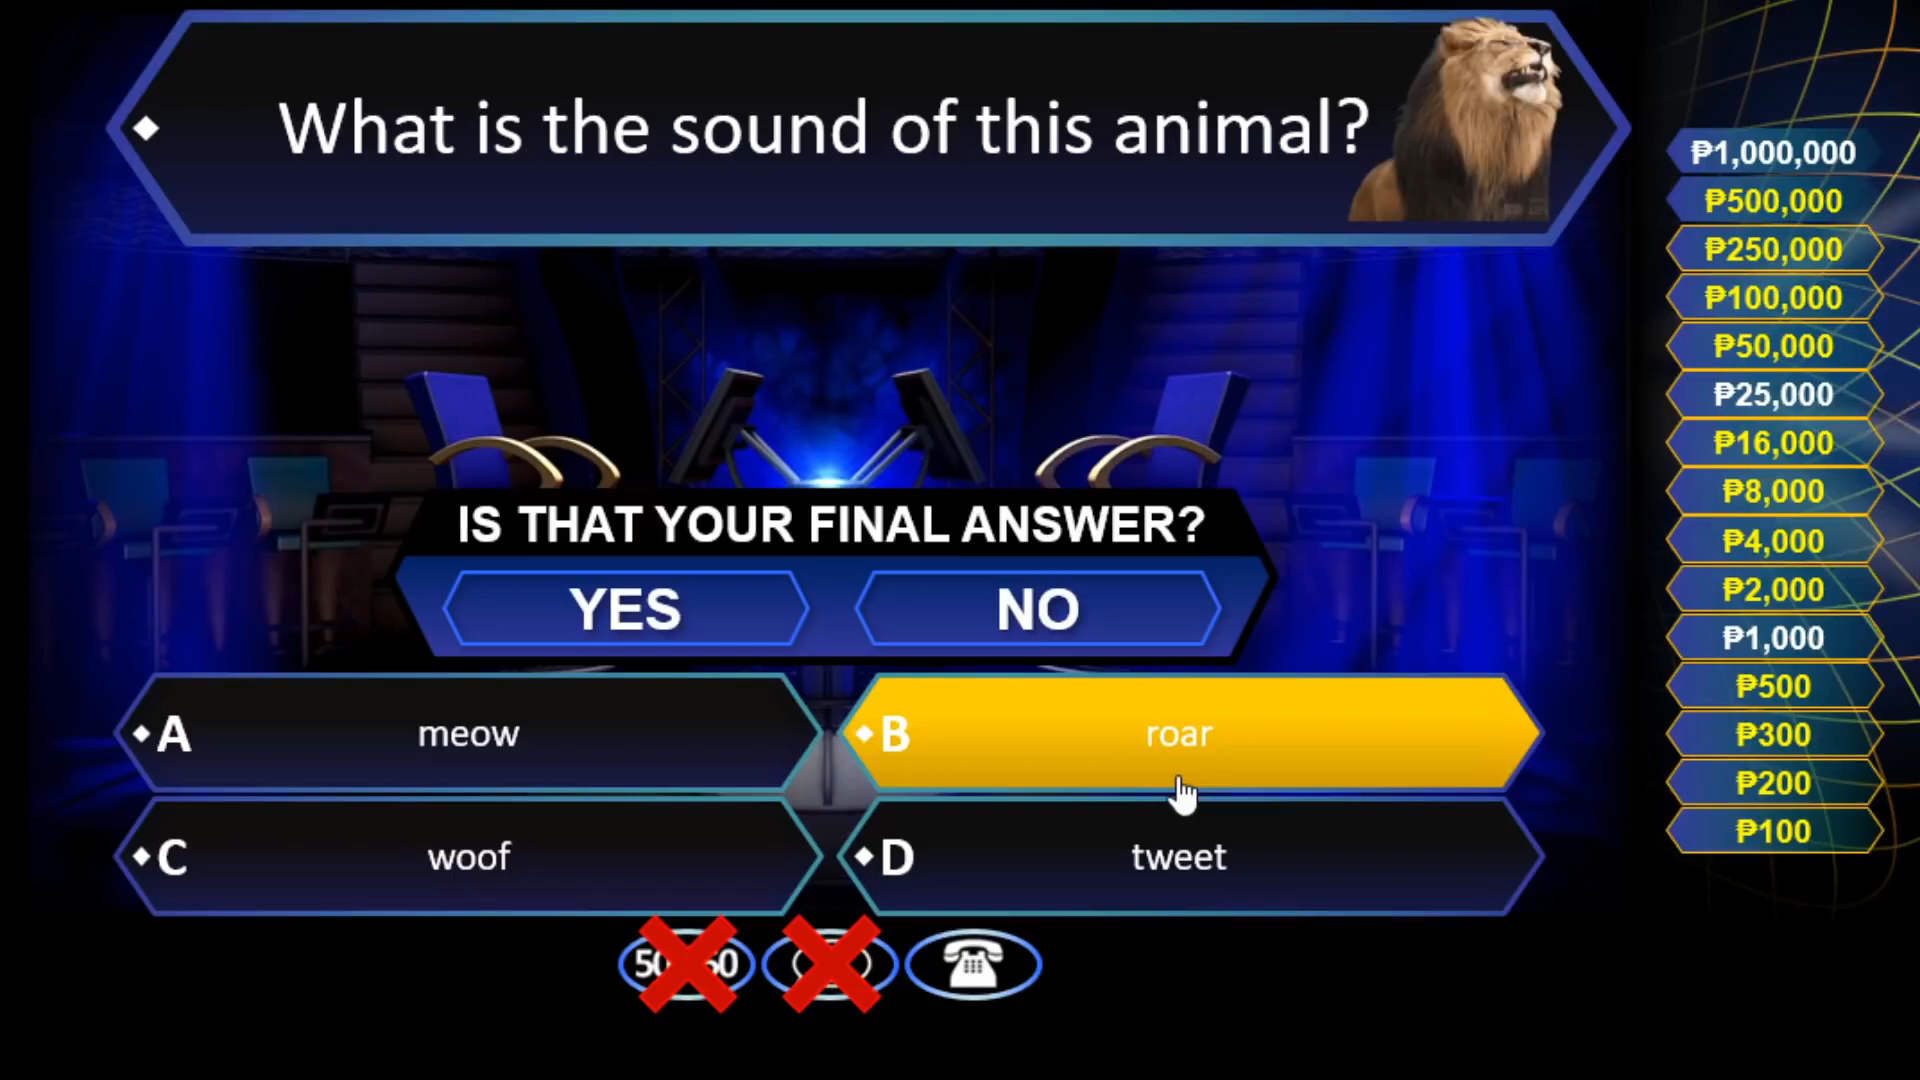 What is the sound of this animal?
IS THAT YOUR FINAL ANSWER?
YES
NO
A meow
B roar
C woof
D tweet
₱1,000,000
₱500,000
₱250,000
₱100,000
₱50,000
₱25,000
₱16,000
₱8,000
₱4,000
₱2,000
₱1,000
₱500
₱300
₱200
₱100